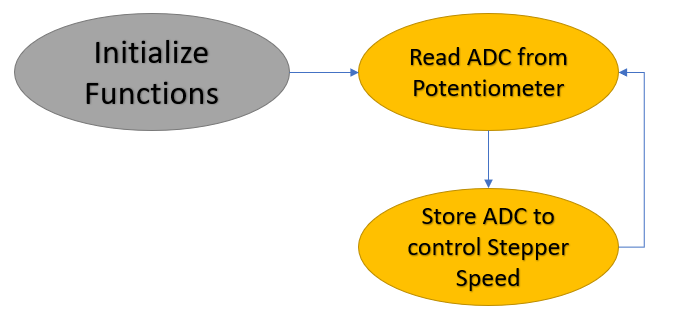 Initialize
Functions
Read ADC from
Potentiometer
Store ADC to
control Stepper
Speed